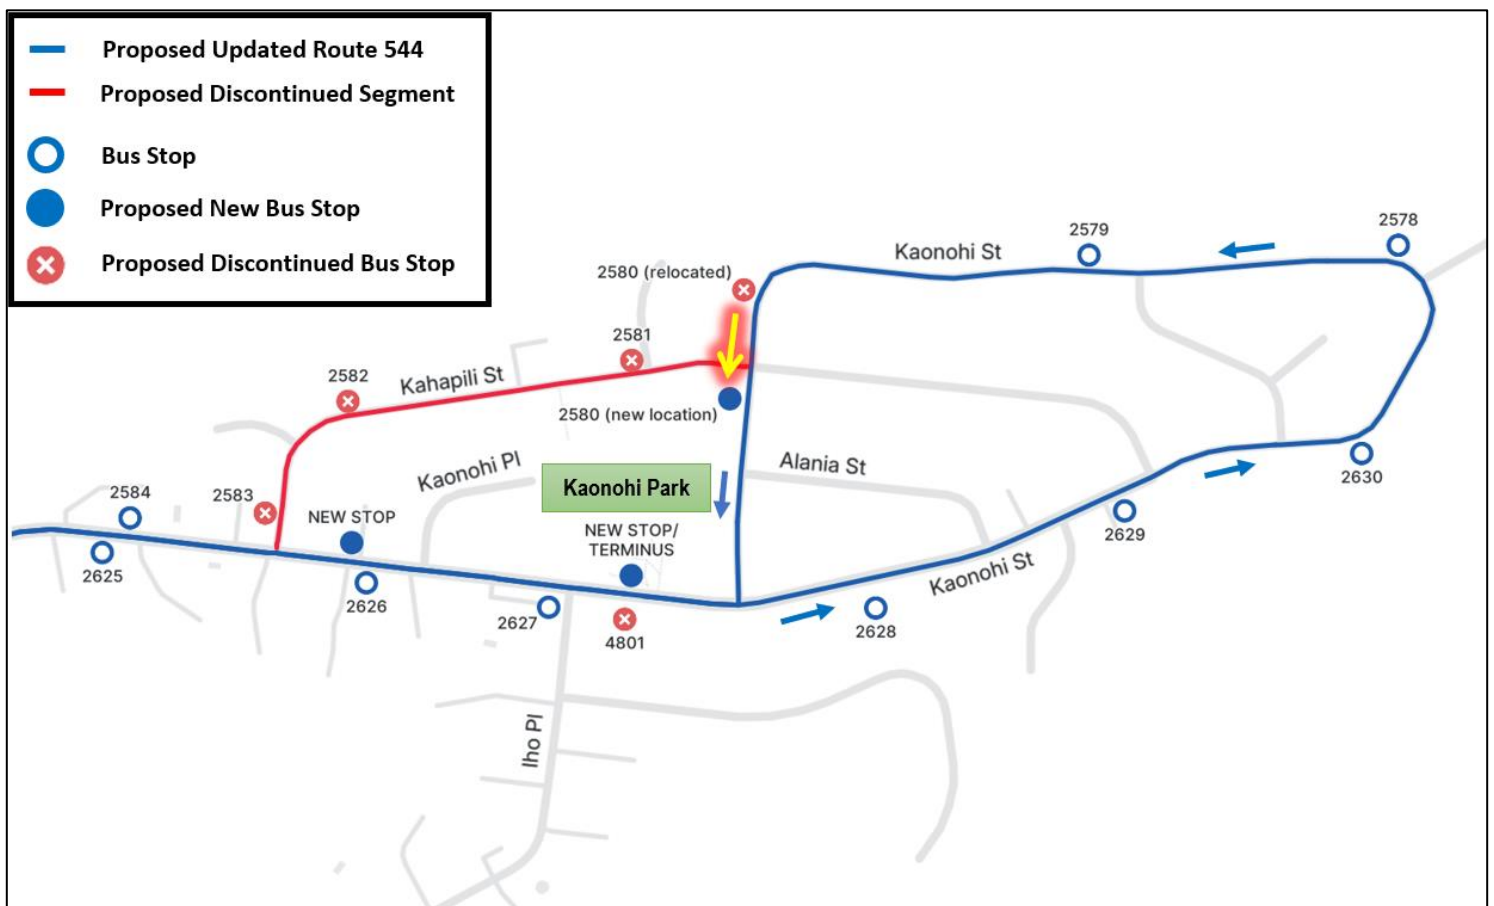 Proposed Updated Route 544
Proposed Discontinued Segment
Bus Stop
Proposed New Bus Stop
Proposed Discontinued Bus Stop
2578
2579
Kaonohi St
2580 (relocated)
2581
2582
Kahapili St
2580 (new location)
Kaonohi Pl
Alania St
Kaonohi Park
2630
2584
2583
NEW STOP
NEW STOP/
TERMINUS
2629
2625
2626
2627
4801
2628
Kaonohi St
Iho Pl